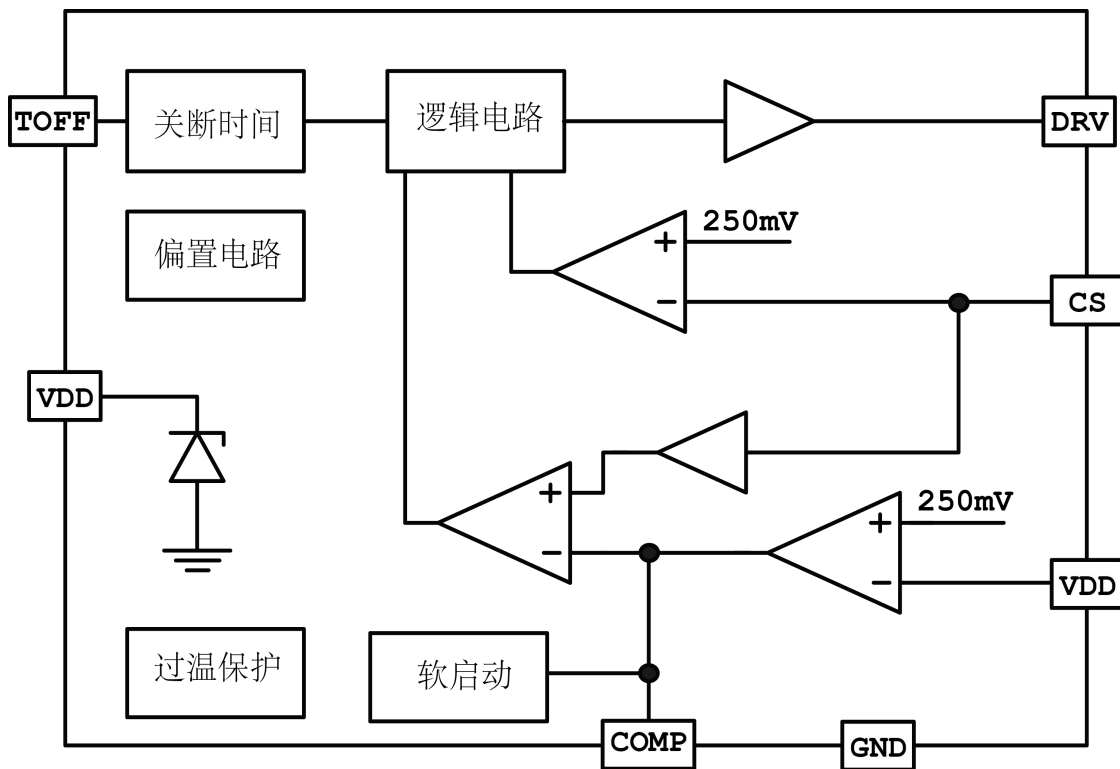 TOFF
关断时间
逻辑电路
DRV
偏置电路
+
250mV
−
CS
VDD
+
−
250mV
+
−
VDD
过温保护
软启动
COMP
GND